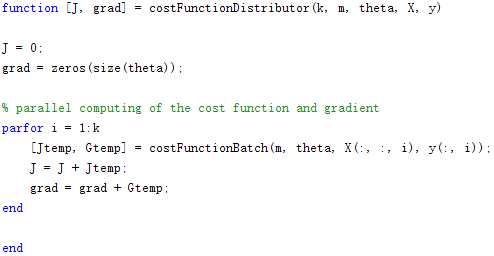 function [J, grad] = costFunctionDistributor(k, m, theta, X, y)
J = 0;
grad = zeros(size(theta));
% parallel computing of the cost function and gradient
parfor i = 1:k
[Jtemp, Gtemp] = costFunctionBatch(m, theta, X(:, :, i), y(:, i));
J = J + Jtemp;
grad = grad + Gtemp;
end
end